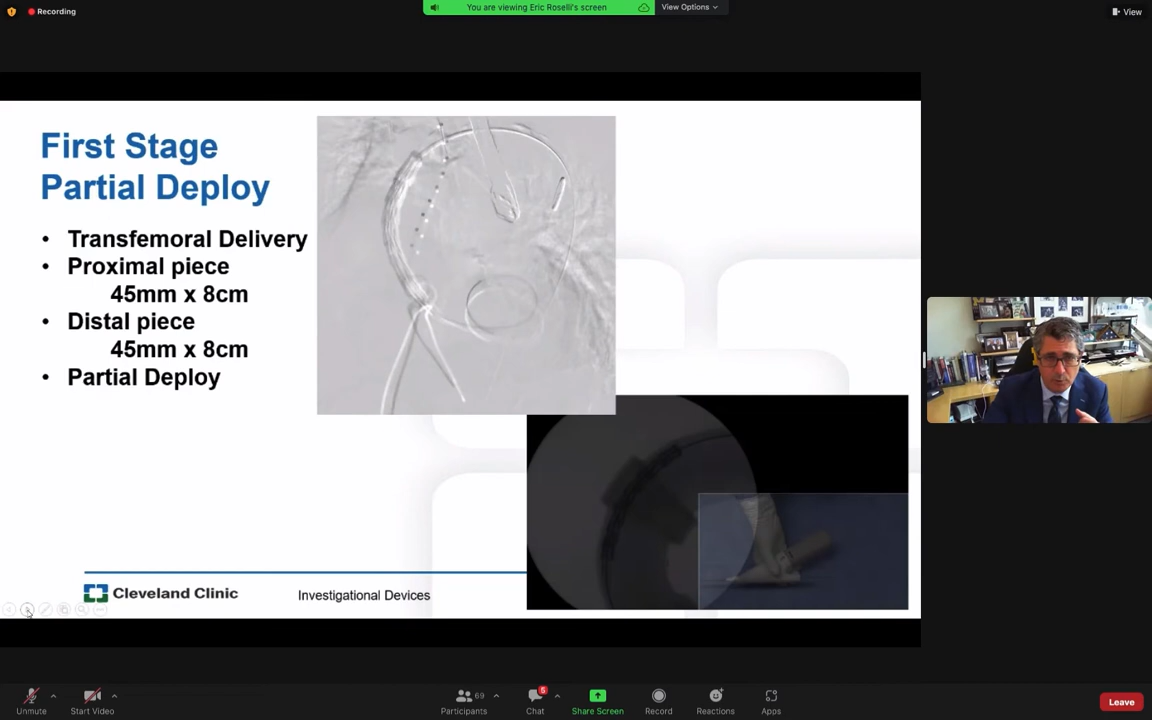 Recording
You are viewing Eric Roselli's screen
View Options
View
First Stage
Partial Deploy
• Transfemoral Delivery
• Proximal piece
45mm x 8cm
• Distal piece
45mm x 8cm
• Partial Deploy
Cleveland Clinic
Investigational Devices
Unmute
Start Video
69
Participants
5
Chat
Share Screen
Record
Reactions
Apps
Leave